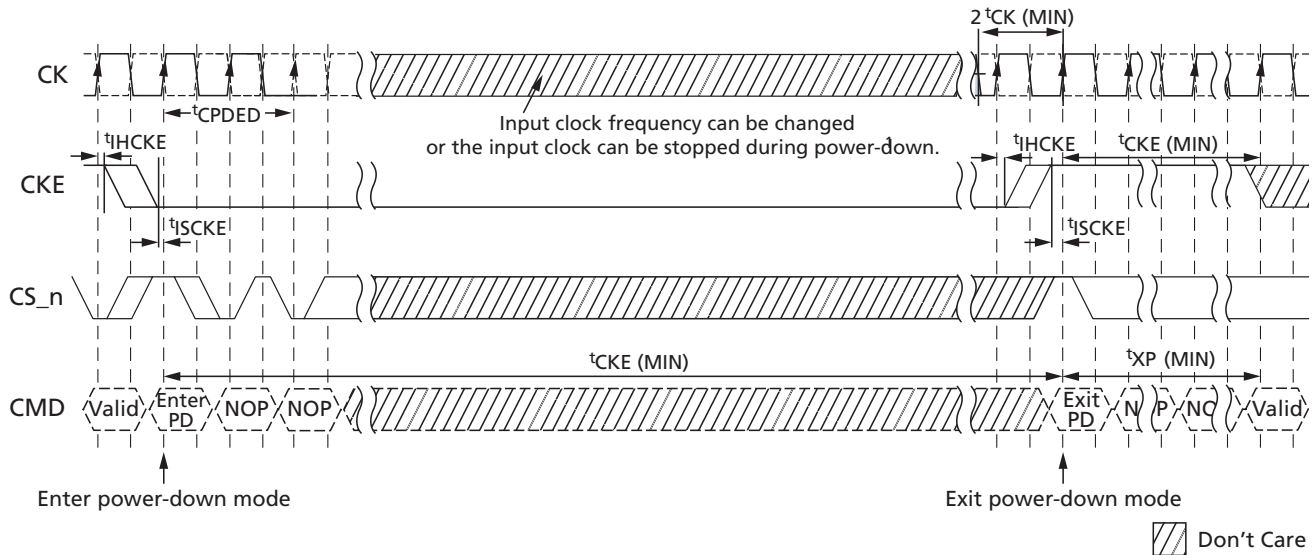 2 tCK (MIN)
CK
tCPDED
Input clock frequency can be changed
or the input clock can be stopped during power-down.
tIHCKE
tIHCKE
tCKE (MIN)
CKE
tISCKE
tISCKE
CS_n
tCKE (MIN)
tXP (MIN)
CMD
Valid
Enter
PD
NOP
NOP
Exit
PD
Valid
Enter power-down mode
Exit power-down mode
Don't Care